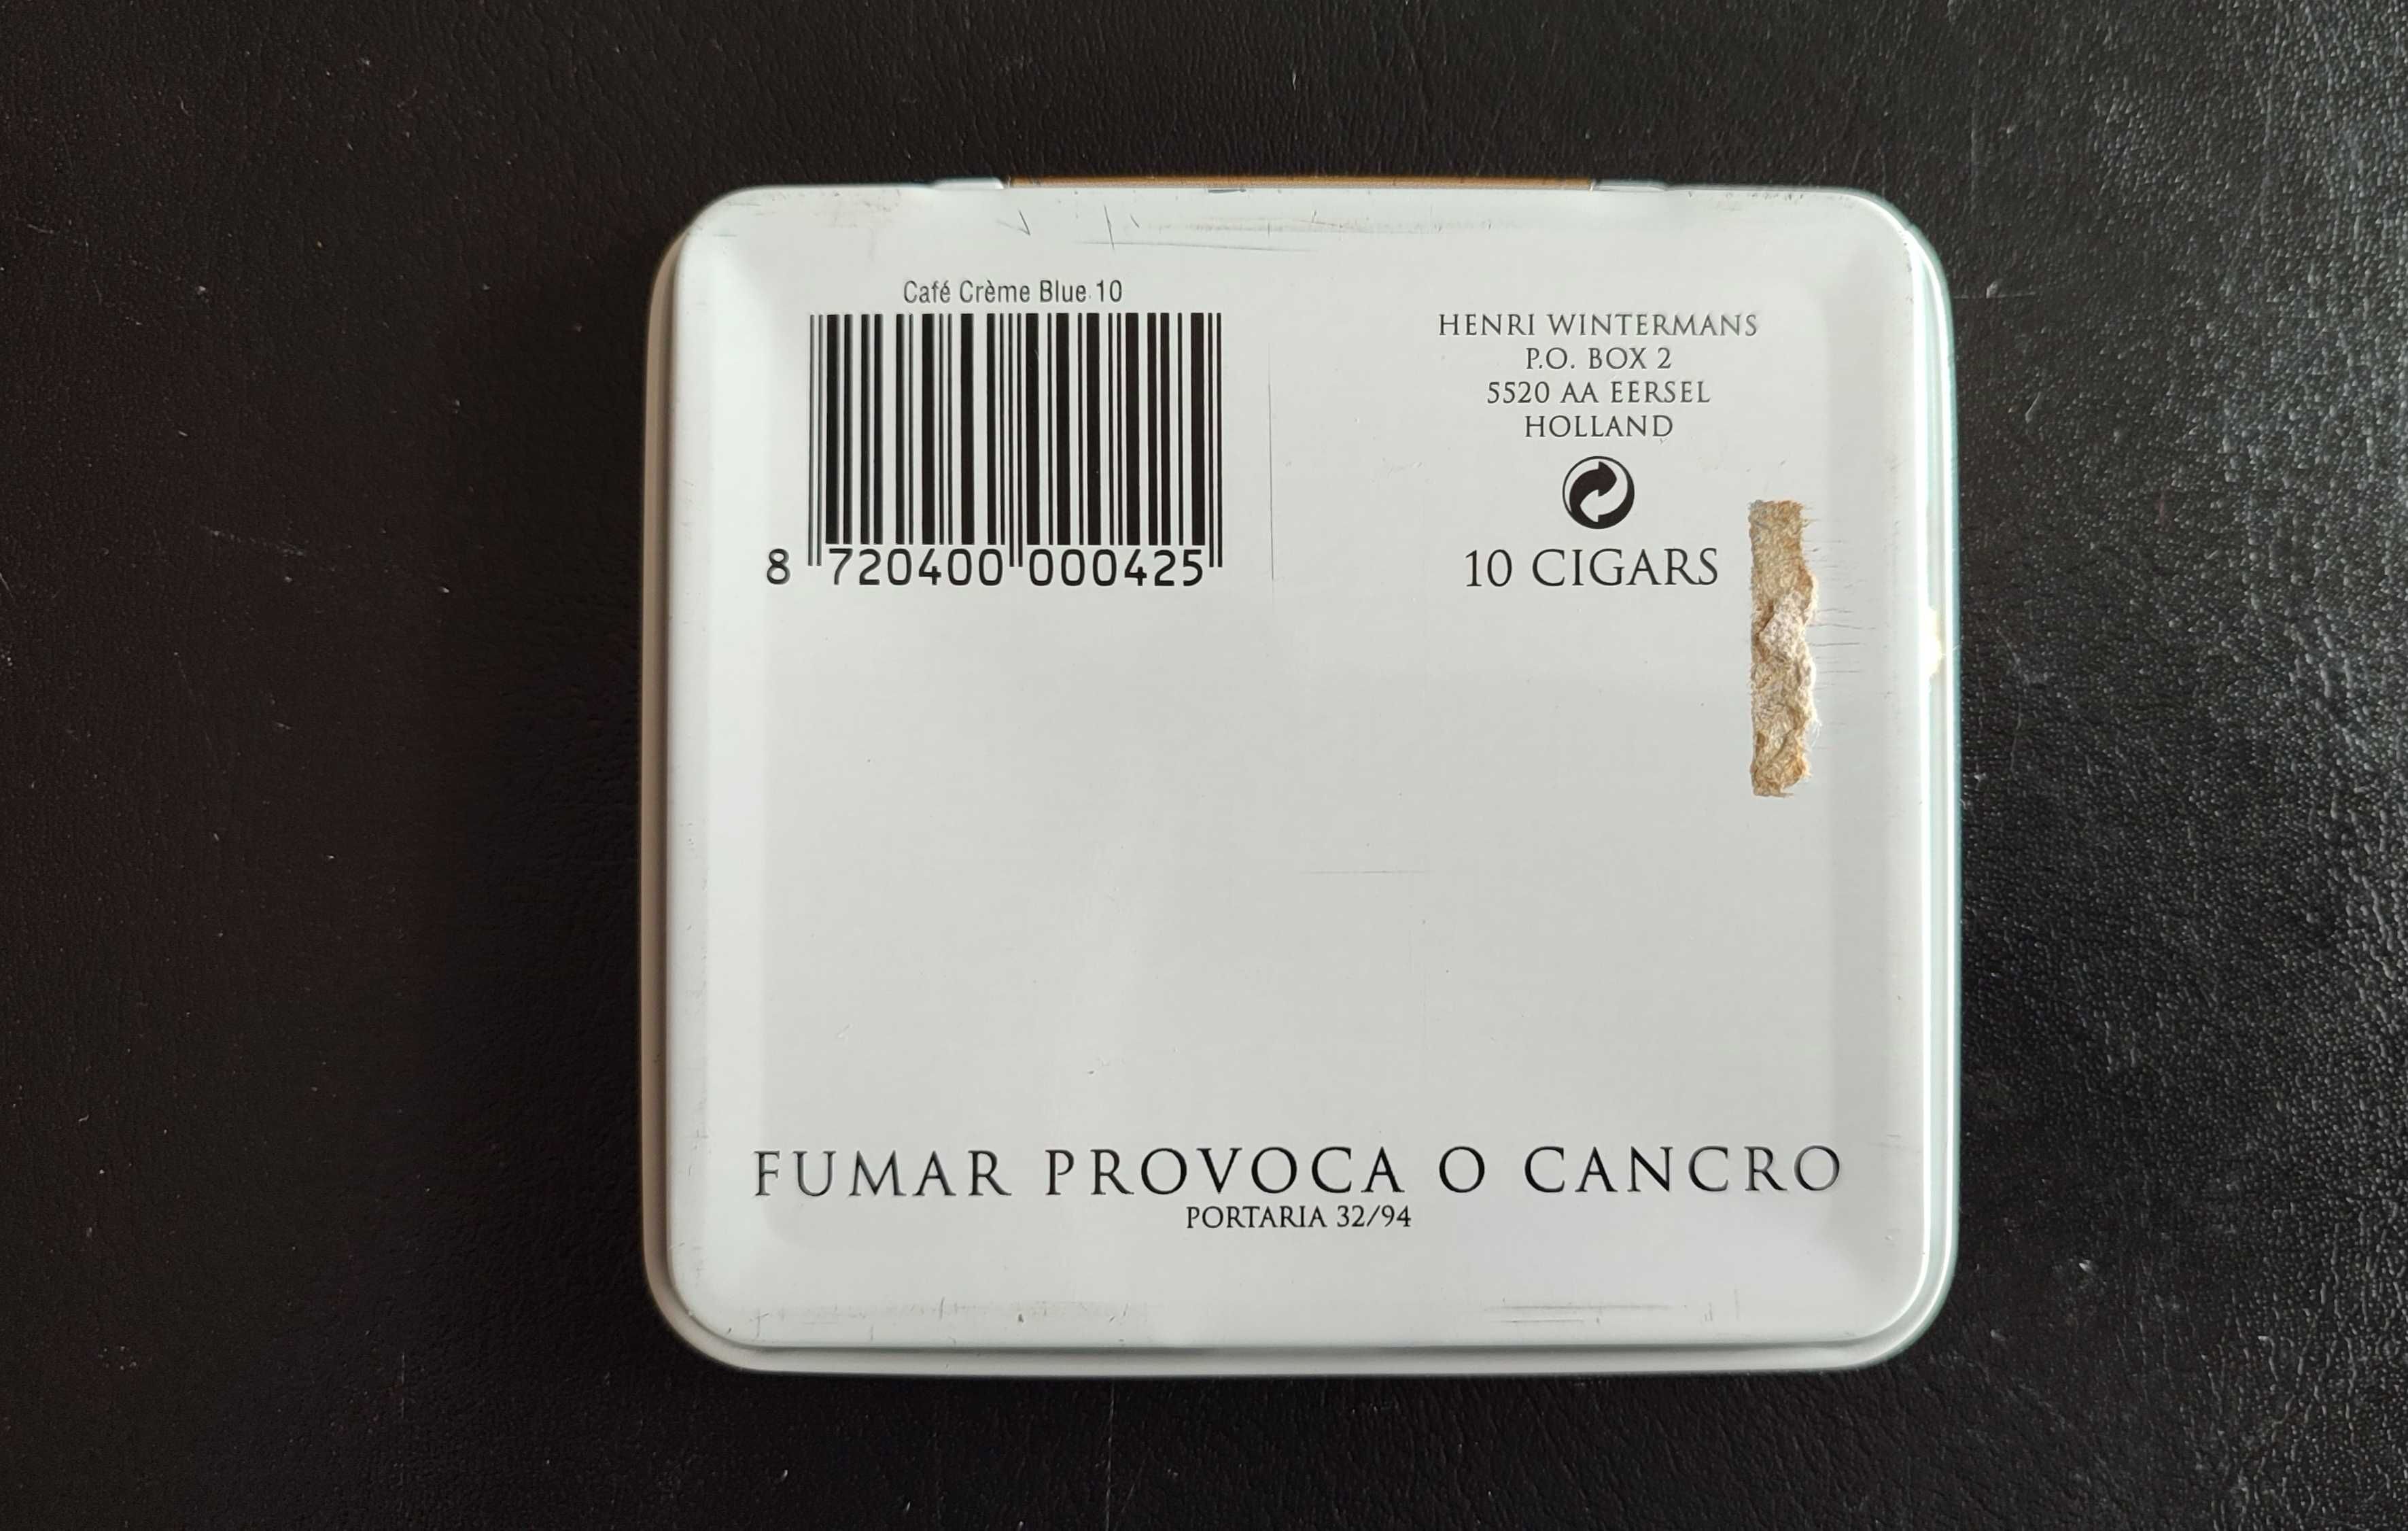 Café Crème Blue 10
8 720400 000425
HENRI WINTERMANS
P.O. BOX 2
5520 AA EERSEL
HOLLAND
10 CIGARS
FUMAR PROVOCA O CANCRO
PORTARIA 32/94